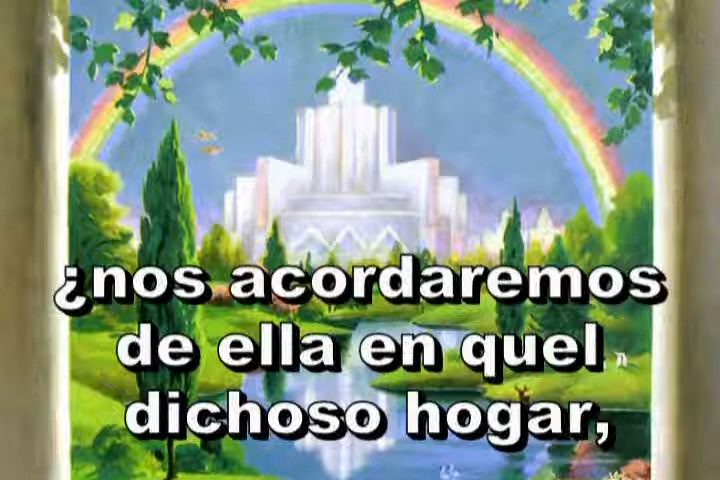 ¿nos acordaremos
de ella en quel
dichoso hogar,